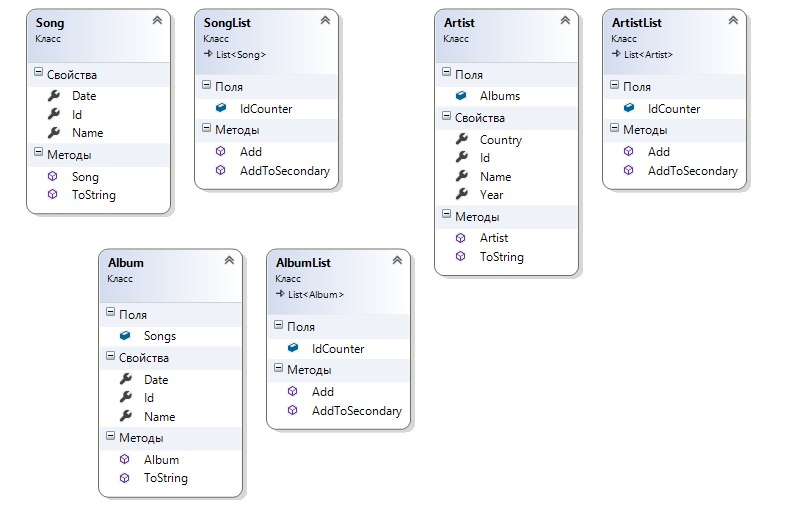 Song
Класс
Свойства
Date
Id
Name
Методы
Song
ToString
SongList
Класс
List<Song>
Поля
IdCounter
Методы
Add
AddToSecondary
Artist
Класс
Поля
Albums
Свойства
Country
Id
Name
Year
Методы
Artist
ToString
ArtistList
Класс
List<Artist>
Поля
IdCounter
Методы
Add
AddToSecondary
Album
Класс
Поля
Songs
Свойства
Date
Id
Name
Методы
Album
ToString
AlbumList
Класс
List<Album>
Поля
IdCounter
Методы
Add
AddToSecondary